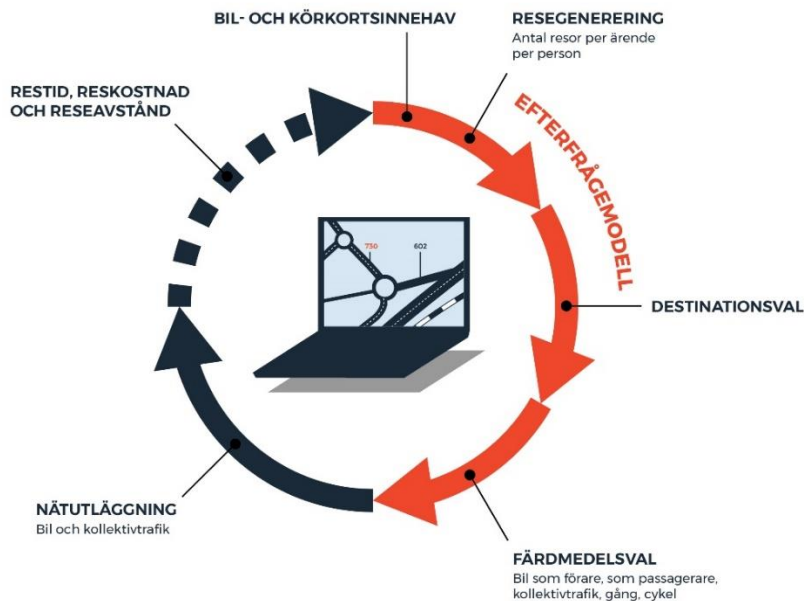 BIL- OCH KÖRKORTSINNEHAV
RESEGENERERING
Antal resor per ärende
per person
EFTERFRÅGEMODELL
RESTID, RESKOSTNAD
OCH RESEAVSTÅND
730
602
DESTINATIONSVAL
NÄTUTLÄGGNING
Bil och kollektivtrafik
FÄRDMEDELSVAL
Bil som förare, som passagerare,
kollektivtrafik, gång, cykel